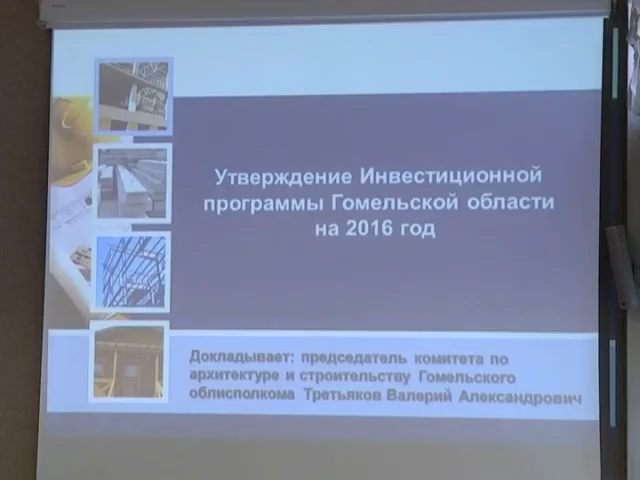 Утверждение Инвестиционной
программы Гомельской области
на 2016 год
Докладывает: председатель комитета по
архитектуре и строительству Гомельского
облисполкома Третьяков Валерий Александрович